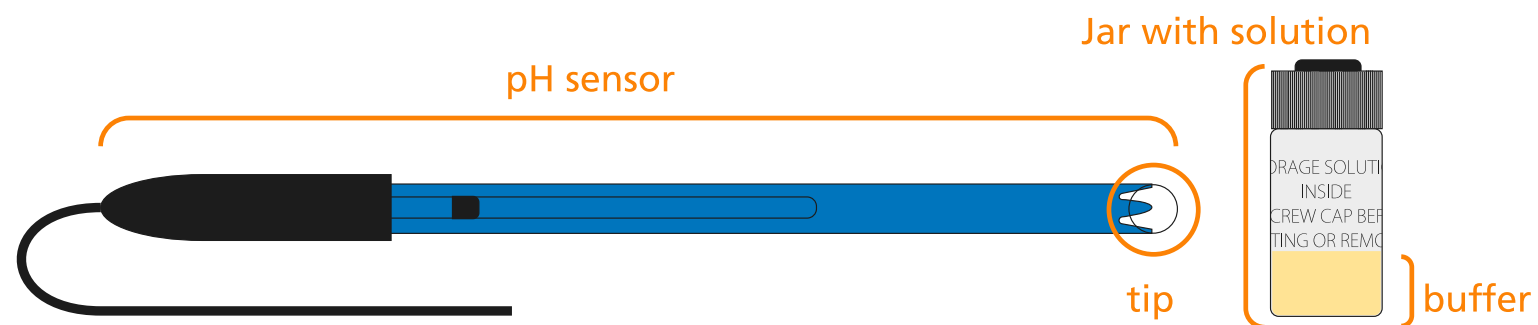 Jar with solution
pH sensor
ORAGE SOLUTI
INSIDE
CREW CAP BEF
TING OR REMO
tip
buffer